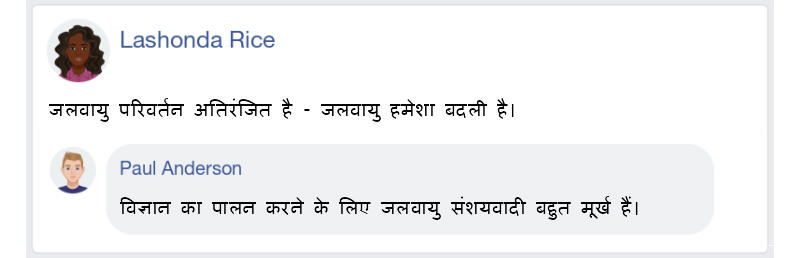 Lashonda Rice
जलवायु परिवर्तन अतिरंजित है - जलवायु हमेशा बदली है।
Paul Anderson
विज्ञान का पालन करने के लिए जलवायु संशयवादी बहुत मूर्ख हैं।